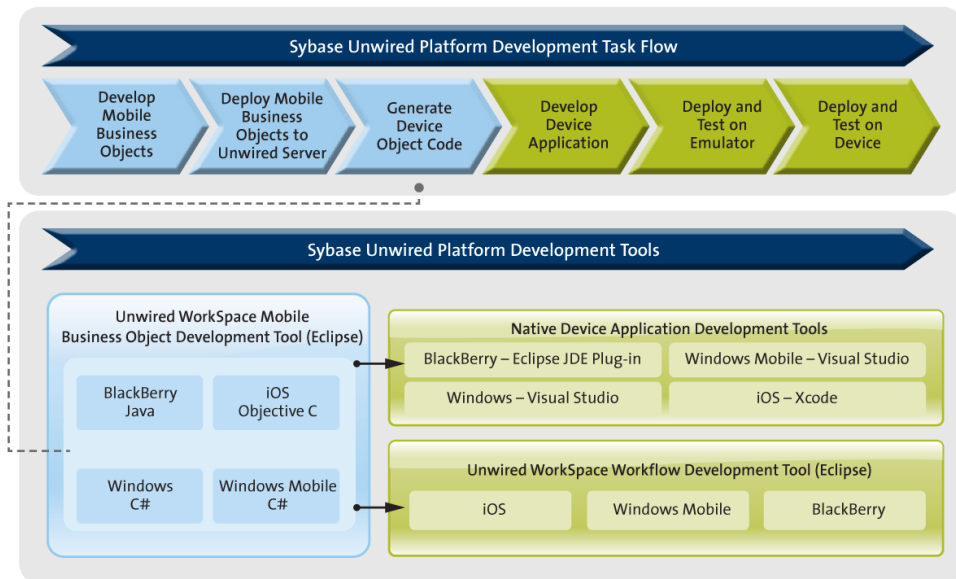 Sybase Unwired Platform Development Task Flow
Develop
Mobile
Business
Objects
Deploy Mobile
Business
Objects to
Unwired Server
Generate
Device
Object Code
Develop
Device
Application
Deploy and
Test on
Emulator
Deploy and
Test on
Device
Sybase Unwired Platform Development Tools
Unwired WorkSpace Mobile
Business Object Development Tool (Eclipse)
BlackBerry
Java
iOS
Objective C
Windows
C#
Windows Mobile
C#
Native Device Application Development Tools
BlackBerry – Eclipse JDE Plug-in
Windows Mobile – Visual Studio
Windows – Visual Studio
iOS – Xcode
Unwired WorkSpace Workflow Development Tool (Eclipse)
iOS
Windows Mobile
BlackBerry